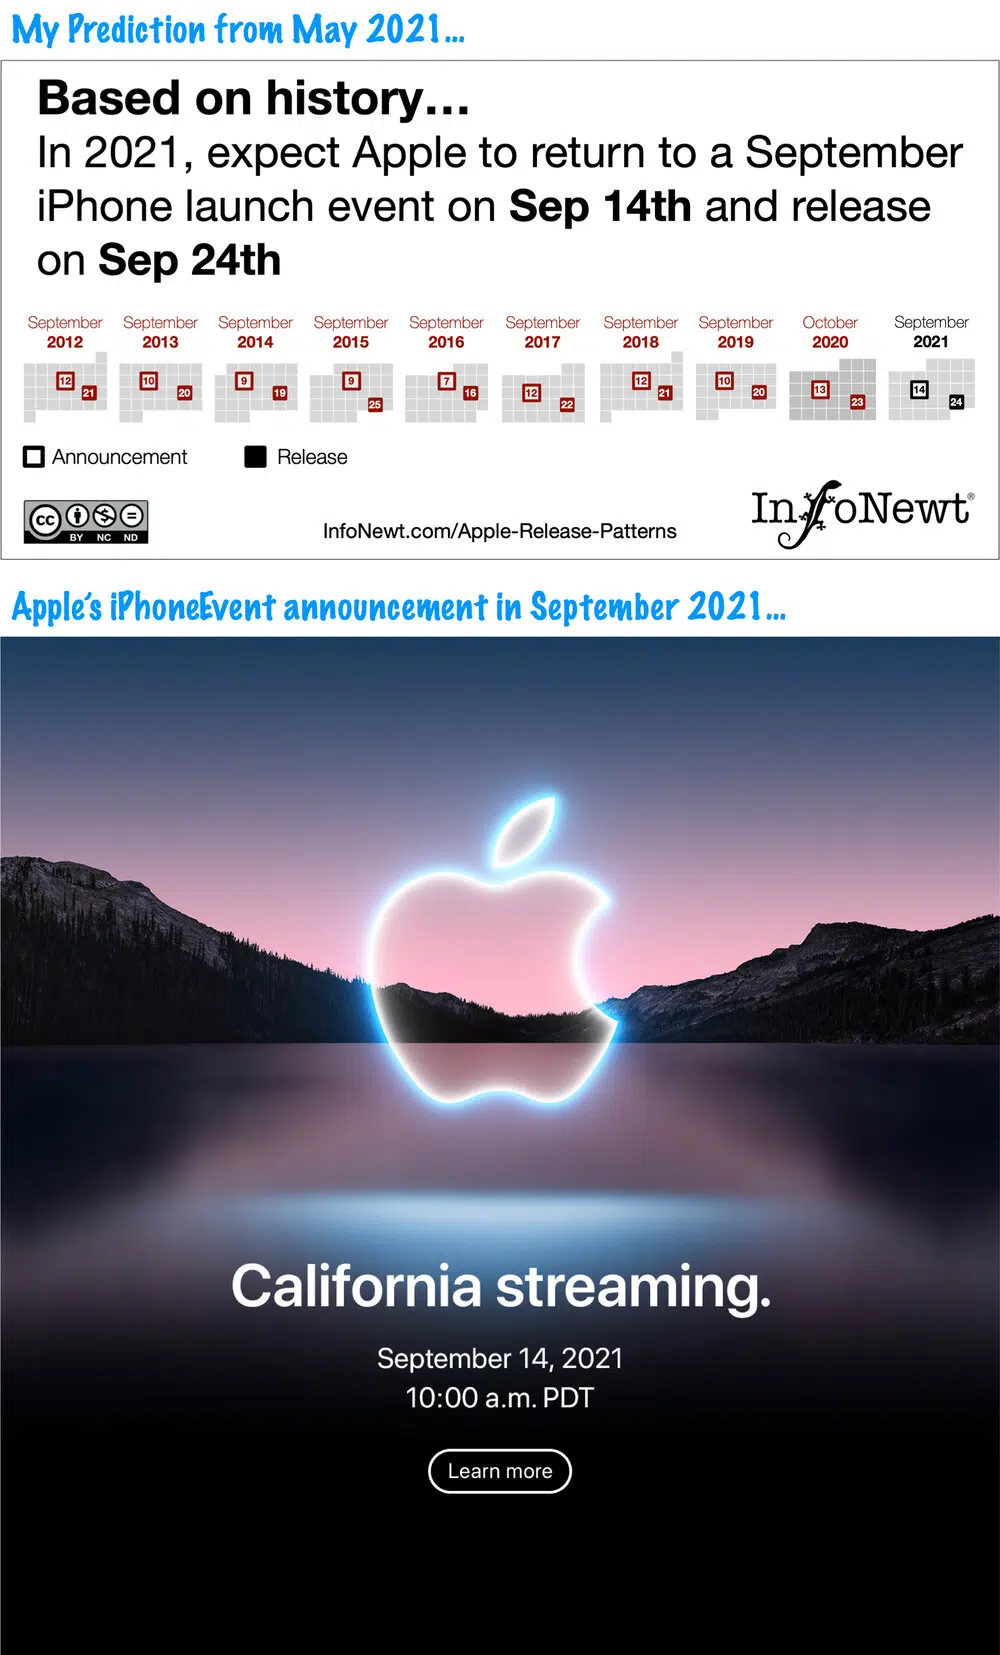 My Prediction from May 2021...
Based on history...
In 2021, expect Apple to return to a September
iPhone launch event on Sep 14th and release
on Sep 24th
September September September September September September September September October September
2012 2013 2014 2015 2016 2017 2018 2019 2020 2021
12 21 10 20 9 19 9 25 7 16 12 22 12 21 10 20 13 23 14 24
Announcement Release
cc BY NC ND
InfoNewt.com/Apple-Release-Patterns
InfoNewt®
Apple's iPhoneEvent announcement in September 2021...
California streaming.
September 14, 2021
10:00 a.m. PDT
Learn more